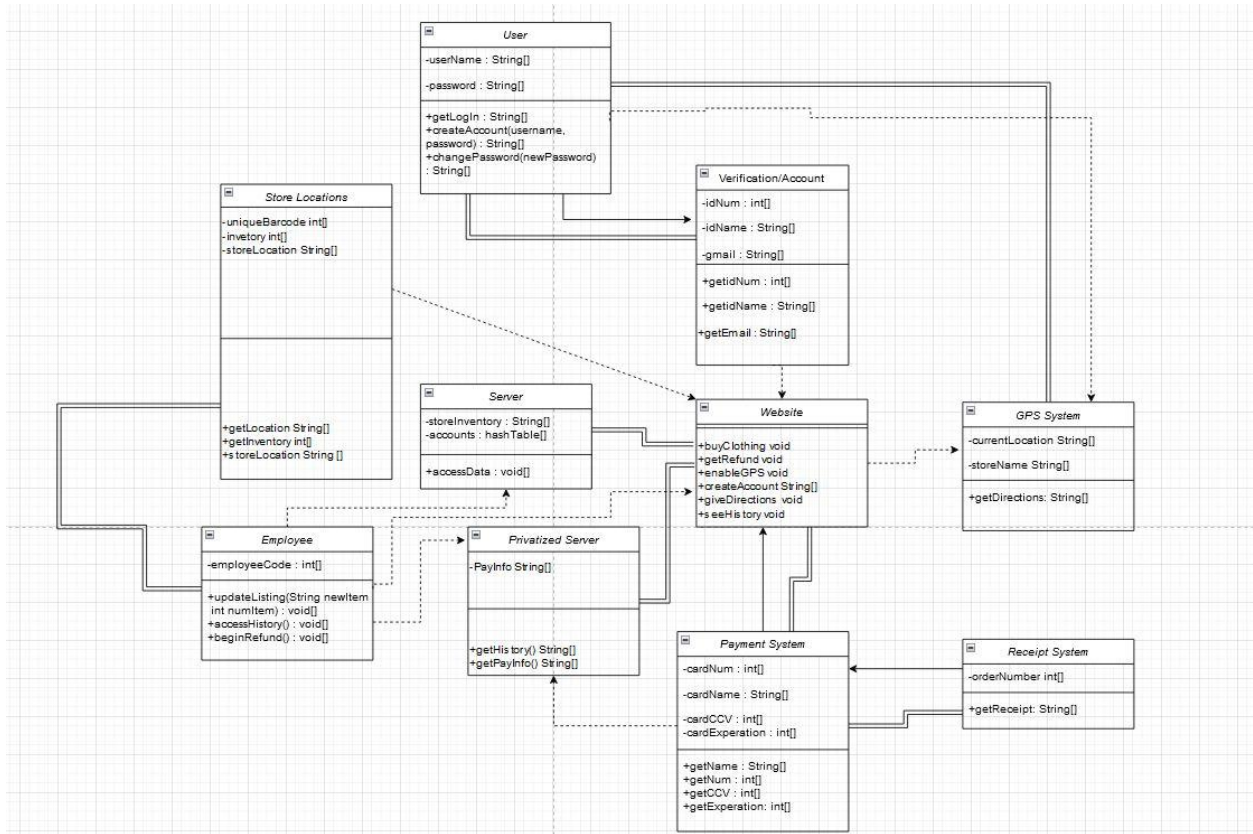 User
-userName : String[]
-password : String[]
+getLogIn : String[]
+createAccount(username,
password) : String[]
+changePassword(newPassword)
: String[]
Verification/Account
-idNum : int[]
-idName : String[]
-gmail : String[]
+getidNum : int[]
+getidName : String[]
+getEmail : String[]
Store Locations
-uniqueBarcode int[]
-invetory int[]
-storeLocation String[]
+getLocation String[]
+getInventory int[]
+storeLocation String []
Server
-storeInventory : String[]
-accounts : hashTable[]
+accessData : void[]
Website
+buyClothing void
+getRefund void
+enableGPS void
+createAccount String[]
+giveDirections void
+seeHistory void
GPS System
-currentLocation String[]
-storeName String[]
+getDirections: String[]
Employee
-employeeCode : int[]
+updateListing(String newItem
int numItem) : void[]
+accessHistory() : void[]
+beginRefund() : void[]
Privatized Server
-PayInfo String[]
+getHistory() String[]
+getPayInfo() String[]
Payment System
-cardNum : int[]
-cardName : String[]
-cardCCV : int[]
-cardExperation : int[]
+getName : String[]
+getNum : int[]
+getCCV : int[]
+getExperation: int[]
Receipt System
-orderNumber int[]
+getReceipt: String[]